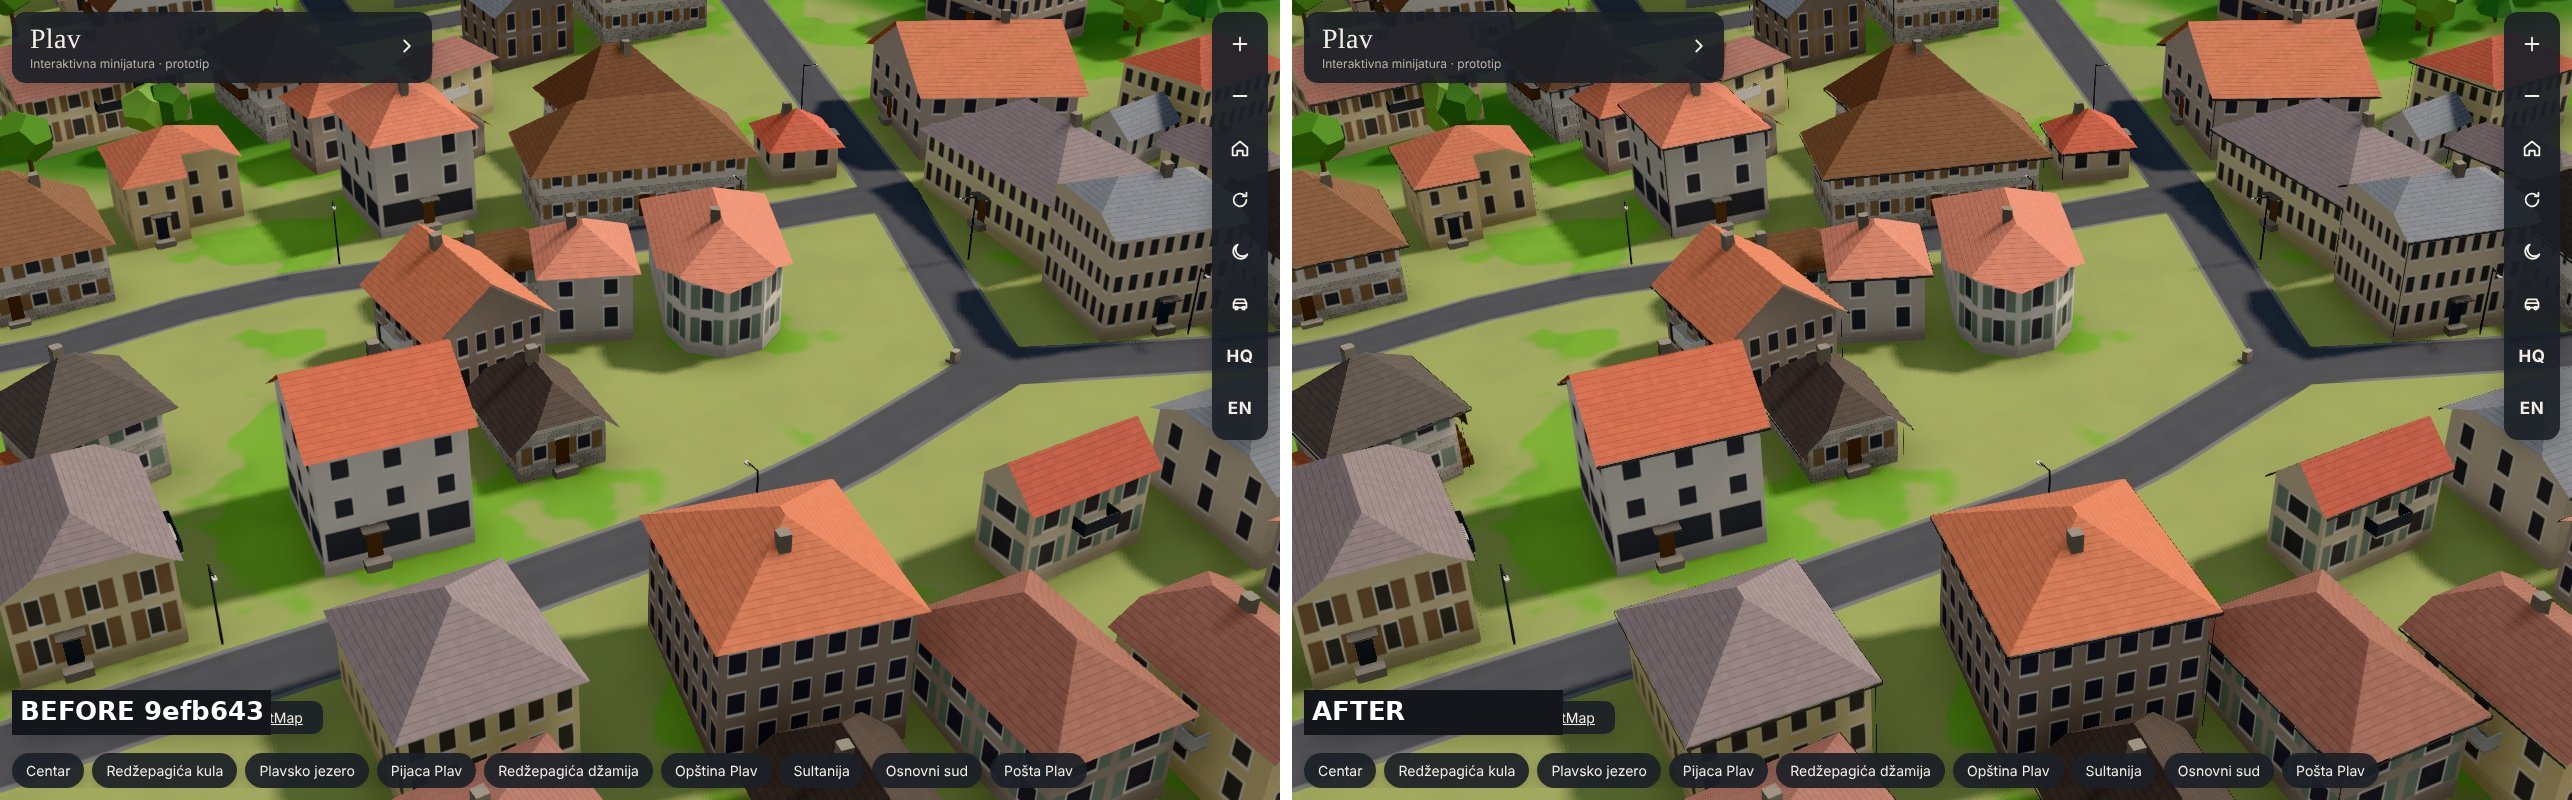 Plav
Interaktivna minijatura · prototip
HQ
EN
BEFORE 9efb643
tMap
Centar
Redžepagića kula
Plavsko jezero
Pijaca Plav
Redžepagića džamija
Opština Plav
Sultanija
Osnovni sud
Pošta Plav
Plav
Interaktivna minijatura · prototip
HQ
EN
AFTER
tMap
Centar
Redžepagića kula
Plavsko jezero
Pijaca Plav
Redžepagića džamija
Opština Plav
Sultanija
Osnovni sud
Pošta Plav